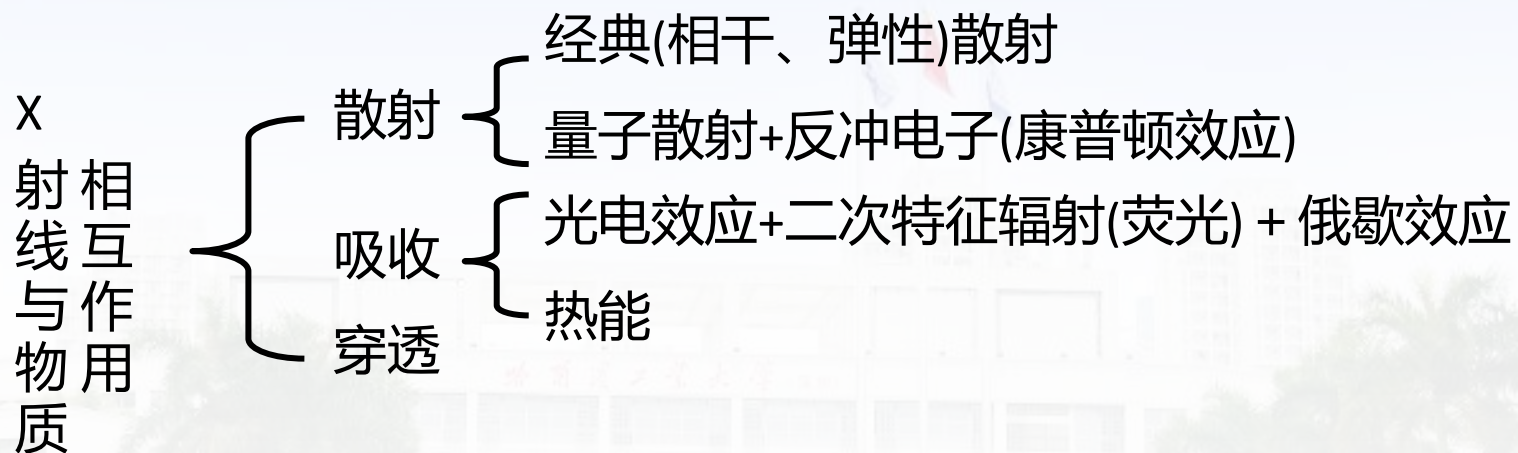 X射线与物质
相互作用
散射
经典(相干、弹性)散射
量子散射+反冲电子(康普顿效应)
吸收
光电效应+二次特征辐射(荧光) + 俄歇效应
热能
穿透